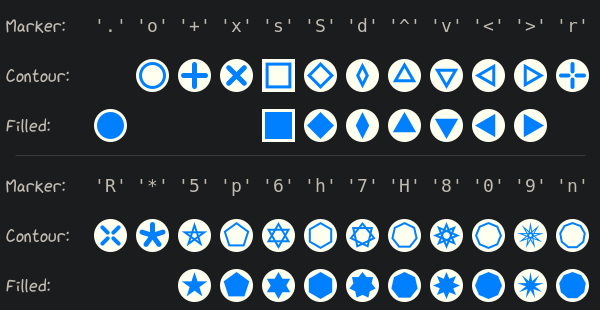 Marker: '.' 'o' '+' 'x' 's' 'S' 'd' '^' 'v' '<' '>' 'r'
Contour:
Filled:
Marker: 'R' '*' '5' 'p' '6' 'h' '7' 'H' '8' '0' '9' 'n'
Contour:
Filled: